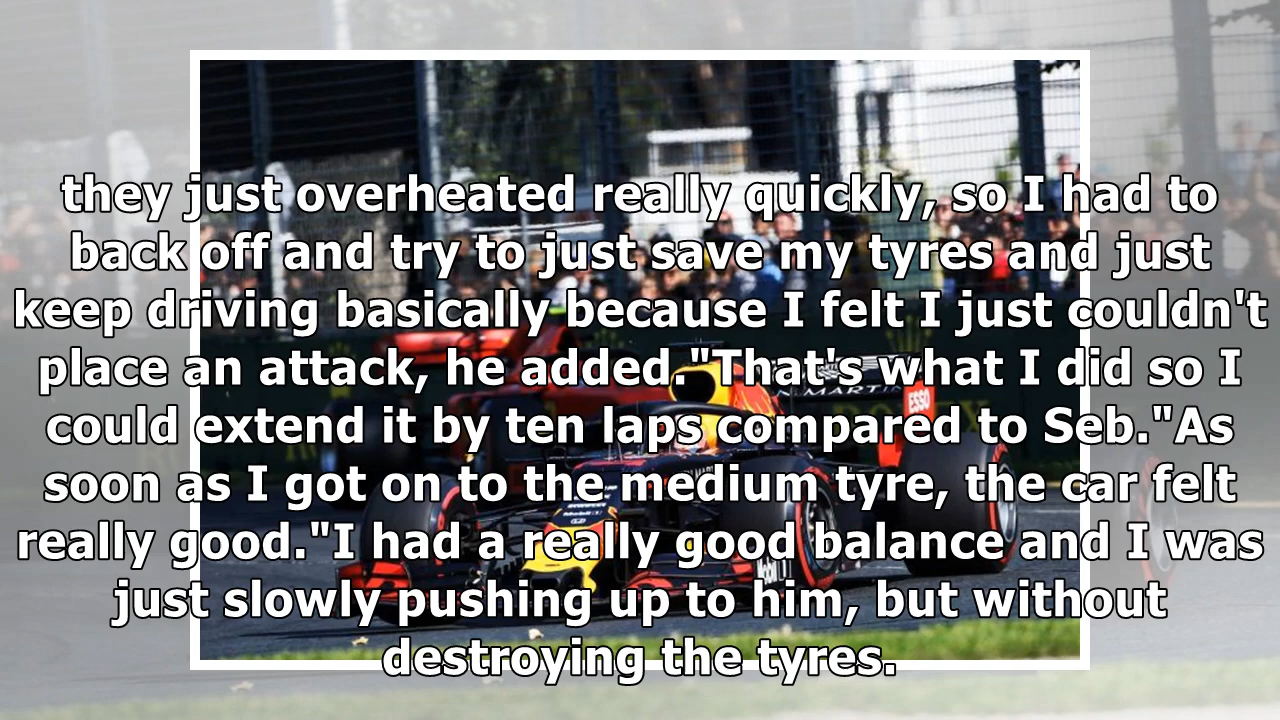 they just overheated really quickly, so I had to
back off and try to just save my tyres and just
keep driving basically because I felt I just couldn't
place an attack, he added."That's what I did so I
could extend it by ten laps compared to Seb."As
soon as I got on to the medium tyre, the car felt
really good."I had a really good balance and I was
just slowly pushing up to him, but without
destroying the tyres.
ESSO
Mobil 1